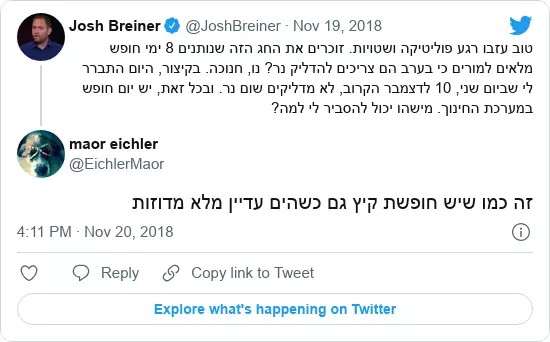 Josh Breiner @JoshBreiner · Nov 19, 2018
טוב עזבו רגע פוליטיקה ושטויות. זוכרים את החג הזה שנותנים 8 ימי חופש
מלאים למורים כי בערב הם צריכים להדליק נר? נו, חנוכה. בקיצור, היום התברר
לי שביום שני, 10 לדצמבר הקרוב, לא מדליקים שום נר. ובכל זאת, יש יום חופש
במערכת החינוך. מישהו יכול להסביר לי למה?
maor eichler
@EichlerMaor
זה כמו שיש חופשת קיץ גם כשהים עדיין מלא מדוזות
4:11 PM · Nov 20, 2018
Reply Copy link to Tweet
Explore what's happening on Twitter